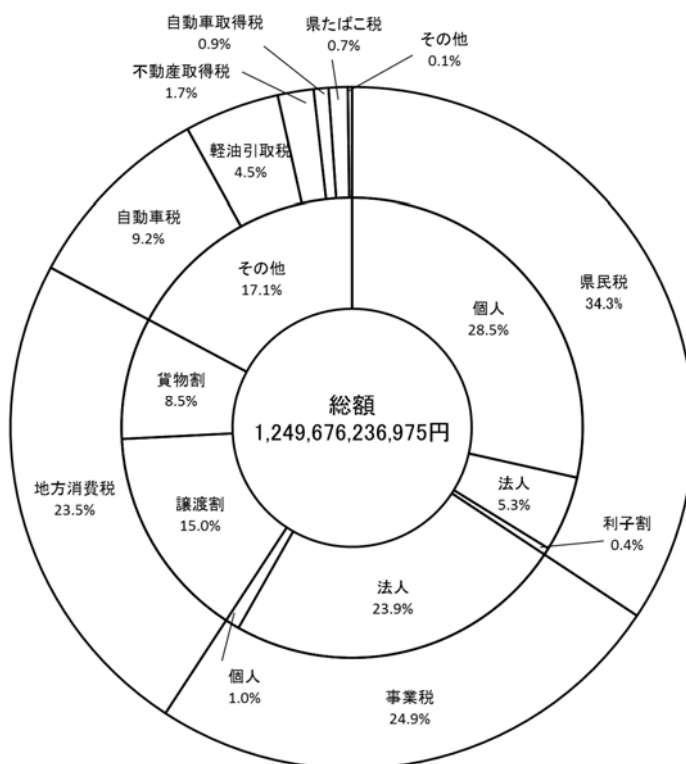 自動車取得税
0.9%
県たばこ税
0.7%
その他
0.1%
不動産取得税
1.7%
軽油引取税
4.5%
自動車税
9.2%
その他
17.1%
県民税
34.3%
個人
28.5%
貨物割
8.5%
総額
1,249,676,236,975円
法人
5.3%
地方消費税
23.5%
譲渡割
15.0%
利子割
0.4%
法人
23.9%
個人
1.0%
事業税
24.9%